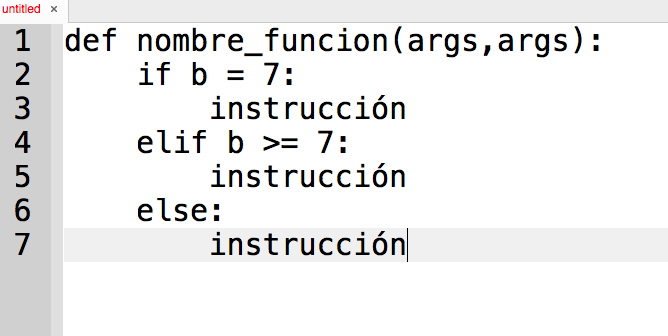 untitled ×
1 def nombre_funcion(args,args):
2     if b = 7:
3         instrucción
4     elif b >= 7:
5         instrucción
6     else:
7         instrucción